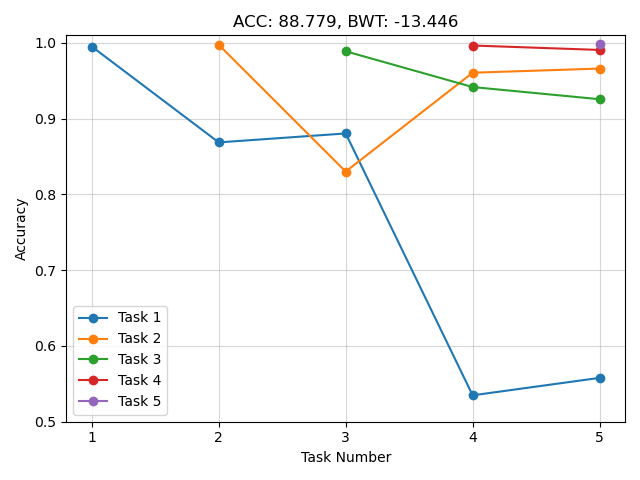 ACC: 88.779, BWT: -13.446
Accuracy
1.0
0.9
0.8
0.7
0.6
0.5
Task 1
Task 2
Task 3
Task 4
Task 5
1 2 3 4 5
Task Number